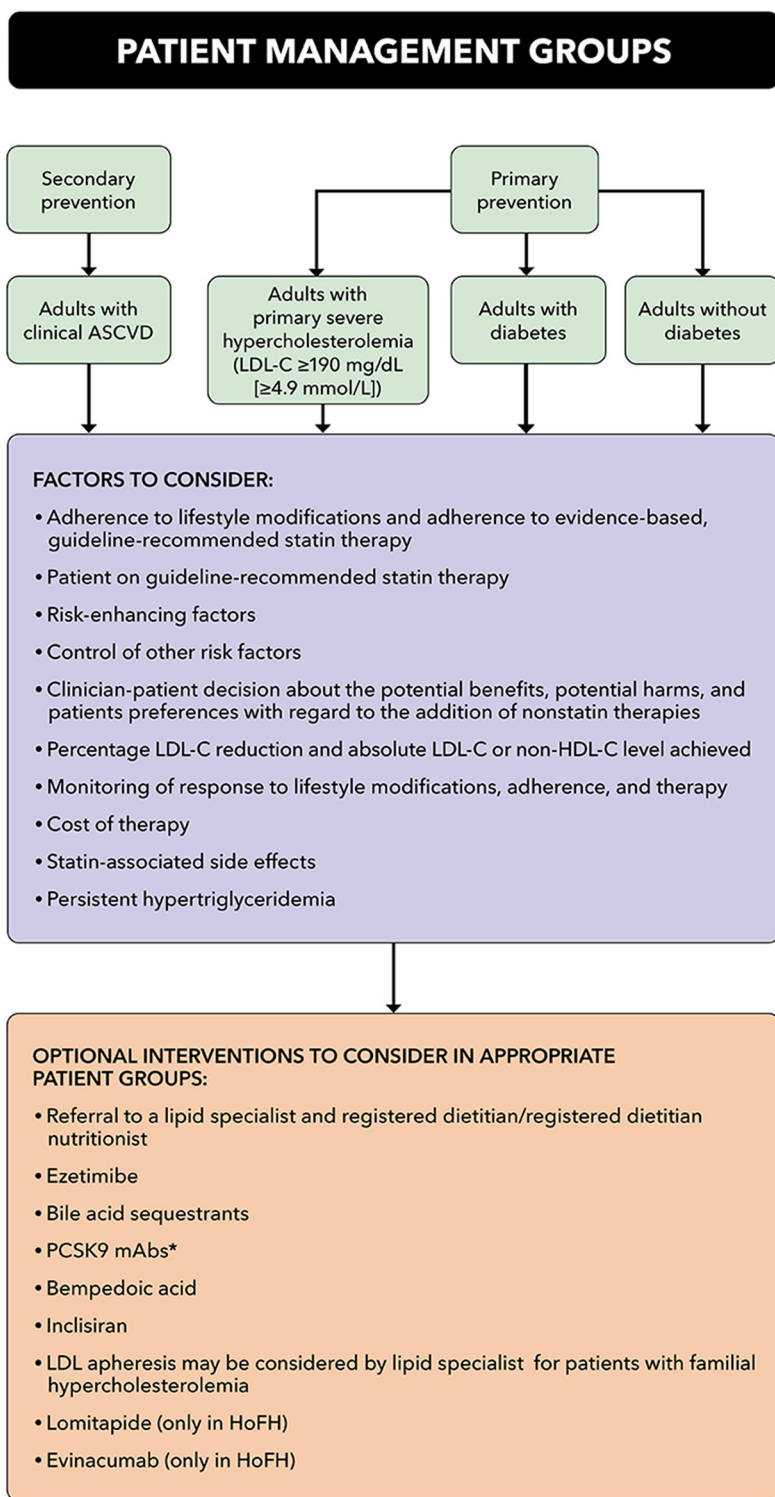 PATIENT MANAGEMENT GROUPS
Secondary
prevention
Primary
prevention
Adults with
clinical ASCVD
Adults with
primary severe
hypercholesterolemia
(LDL-C ≥190 mg/dL
[≥4.9 mmol/L])
Adults with
diabetes
Adults without
diabetes
FACTORS TO CONSIDER:
• Adherence to lifestyle modifications and adherence to evidence-based,
guideline-recommended statin therapy
• Patient on guideline-recommended statin therapy
• Risk-enhancing factors
• Control of other risk factors
• Clinician-patient decision about the potential benefits, potential harms, and
patients preferences with regard to the addition of nonstatin therapies
• Percentage LDL-C reduction and absolute LDL-C or non-HDL-C level achieved
• Monitoring of response to lifestyle modifications, adherence, and therapy
• Cost of therapy
• Statin-associated side effects
• Persistent hypertriglyceridemia
OPTIONAL INTERVENTIONS TO CONSIDER IN APPROPRIATE
PATIENT GROUPS:
• Referral to a lipid specialist and registered dietitian/registered dietitian
nutritionist
• Ezetimibe
• Bile acid sequestrants
• PCSK9 mAbs*
• Bempedoic acid
• Inclisiran
• LDL apheresis may be considered by lipid specialist for patients with familial
hypercholesterolemia
• Lomitapide (only in HoFH)
• Evinacumab (only in HoFH)